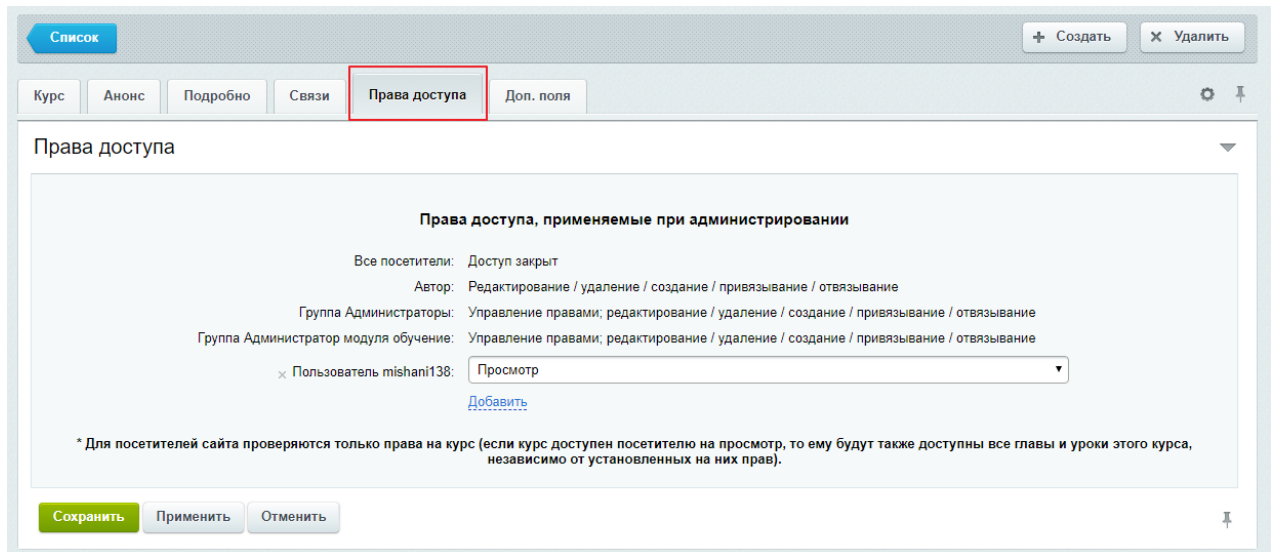 Список
Создать
Удалить
Курс
Анонс
Подробно
Связи
Права доступа
Доп. поля
Права доступа
Права доступа, применяемые при администрировании
Все посетители: Доступ закрыт
Автор: Редактирование / удаление / создание / привязывание / отвязывание
Группа Администраторы: Управление правами; редактирование / удаление / создание / привязывание / отвязывание
Группа Администратор модуля обучение: Управление правами; редактирование / удаление / создание / привязывание / отвязывание
Пользователь mishani138: Просмотр
Добавить
* Для посетителей сайта проверяются только права на курс (если курс доступен посетителю на просмотр, то ему будут также доступны все главы и уроки этого курса,
независимо от установленных на них прав).
Сохранить
Применить
Отменить